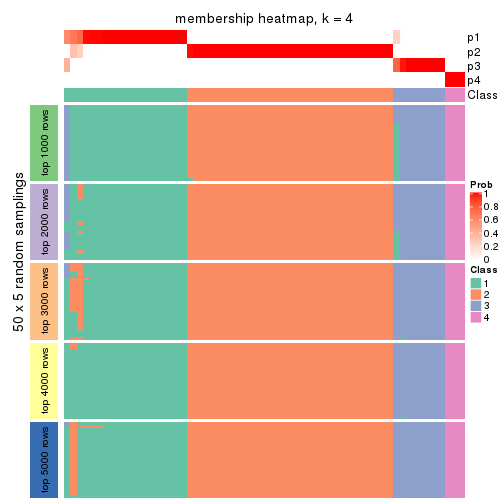 membership heatmap, k = 4
p1
p2
p3
p4
Class
50 x 5 random samplings
top 1000 rows
top 2000 rows
top 3000 rows
top 4000 rows
top 5000 rows
Prob
1
0.8
0.6
0.4
0.2
0
Class
1
2
3
4